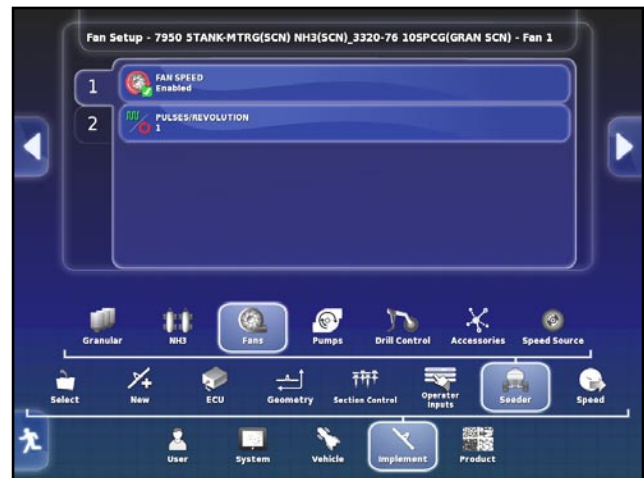 Fan Setup - 7950 5TANK-MTRG(SCN) NH3(SCN)_3320-76 10SPCG(GRAN SCN) - Fan 1
1
FAN SPEED
Enabled
2
PULSES/REVOLUTION
1
Granular NH3 Fans Pumps Drill Control Accessories Speed Source
Select New ECU Geometry Section Control Operator Inputs Seeder Speed
User System Vehicle Implement Product